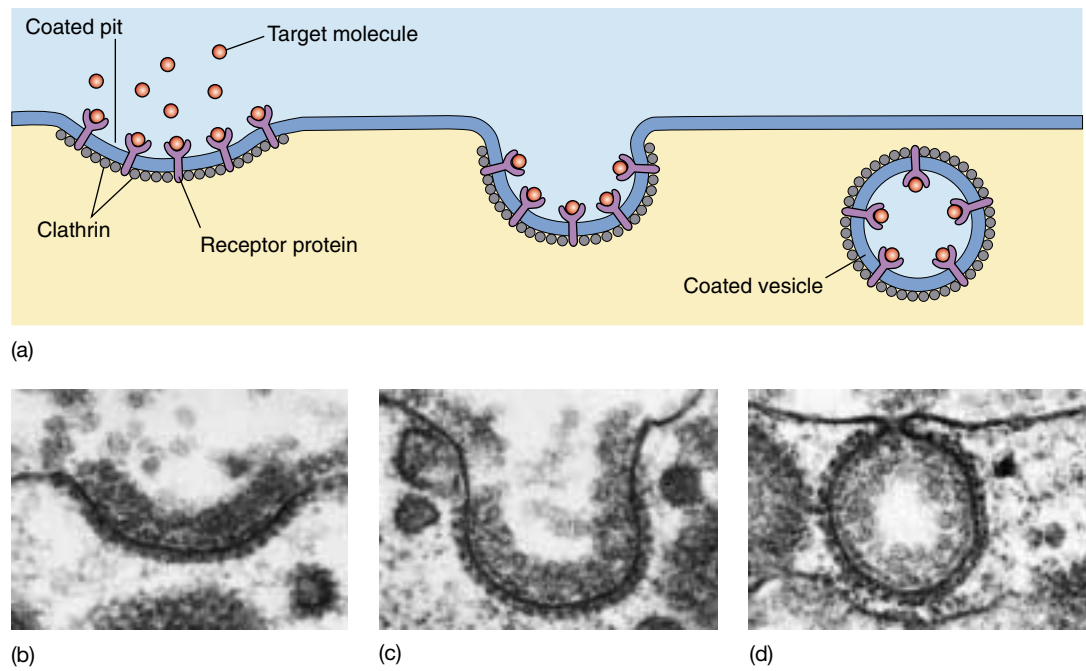 Coated pit
Target molecule
Clathrin
Receptor protein
Coated vesicle
(a)
(b)
(c)
(d)